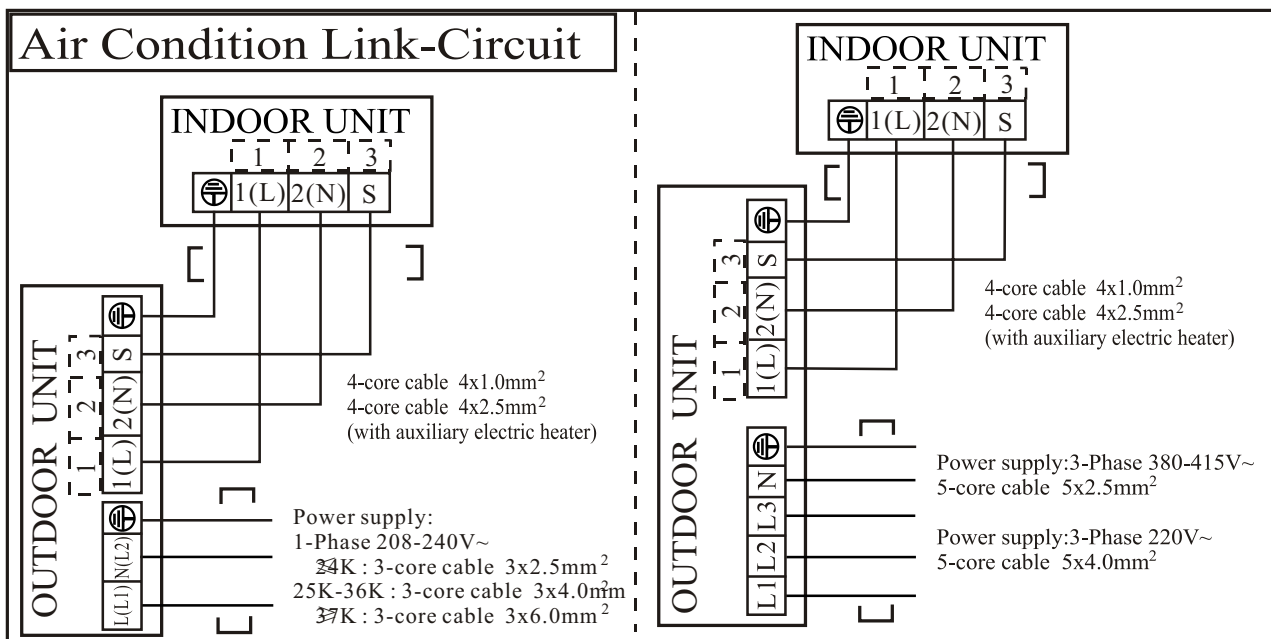 Air Condition Link-Circuit
INDOOR UNIT
1 2 3
1(L) 2(N) S
OUTDOOR UNIT
3
2
1
S
2(N)
1(L)
N(L2)
L(L1)
4-core cable 4x1.0mm²
4-core cable 4x2.5mm²
(with auxiliary electric heater)
Power supply:
1-Phase 208-240V~
≤24K : 3-core cable 3x2.5mm²
25K-36K : 3-core cable 3x4.0mm²
≥37K : 3-core cable 3x6.0mm²
INDOOR UNIT
1 2 3
1(L) 2(N) S
OUTDOOR UNIT
3
2
1
S
2(N)
1(L)
N
L3
L2
L1
4-core cable 4x1.0mm²
4-core cable 4x2.5mm²
(with auxiliary electric heater)
Power supply:3-Phase 380-415V~
5-core cable 5x2.5mm²
Power supply:3-Phase 220V~
5-core cable 5x4.0mm²